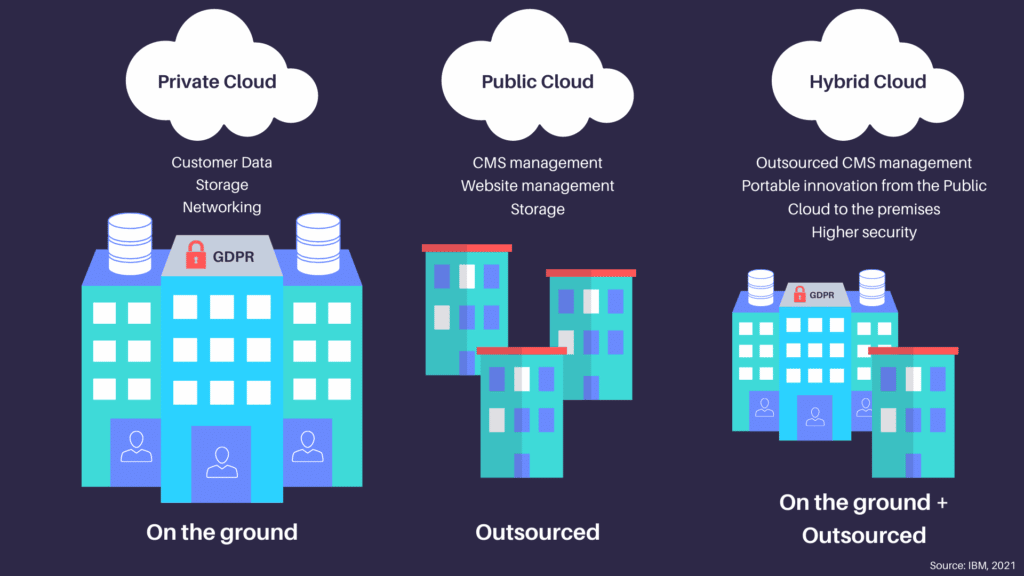 Private Cloud
Customer Data
Storage
Networking
GDPR
On the ground
Public Cloud
CMS management
Website management
Storage
Outsourced
Hybrid Cloud
Outsourced CMS management
Portable innovation from the Public
Cloud to the premises
Higher security
GDPR
On the ground +
Outsourced
Source: IBM, 2021